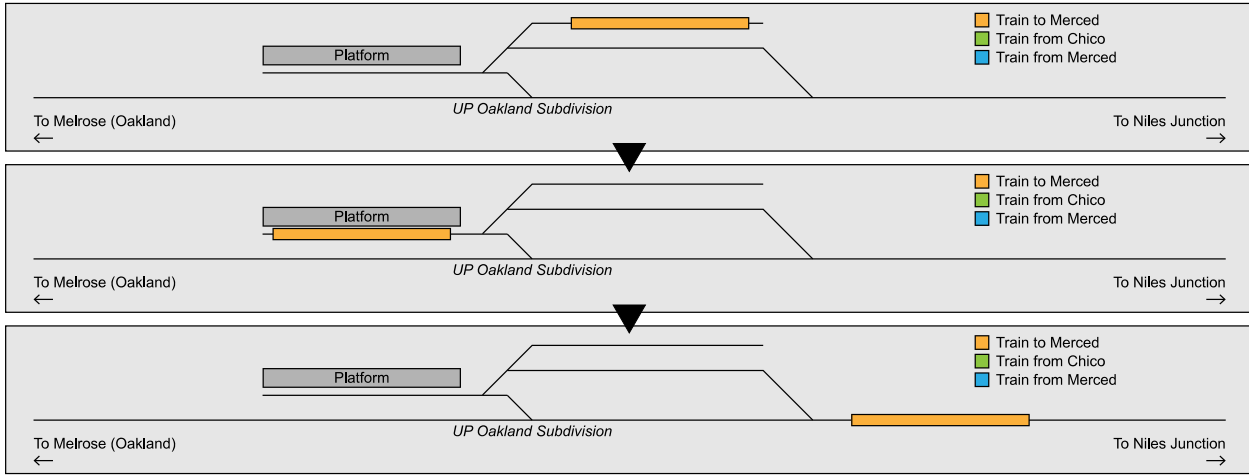 Train to Merced
Train from Chico
Train from Merced
Platform
UP Oakland Subdivision
To Melrose (Oakland)
←
To Niles Junction
→
Train to Merced
Train from Chico
Train from Merced
Platform
UP Oakland Subdivision
To Melrose (Oakland)
←
To Niles Junction
→
Train to Merced
Train from Chico
Train from Merced
Platform
UP Oakland Subdivision
To Melrose (Oakland)
←
To Niles Junction
→